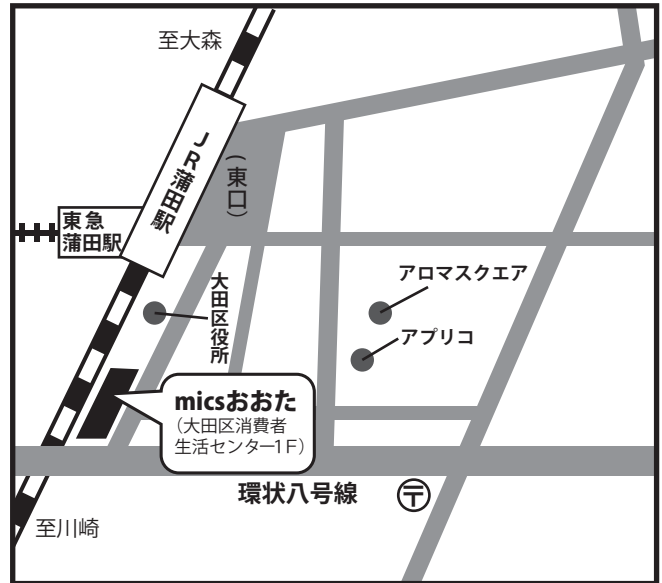 至大森
JR蒲田駅
(東口)
東急
蒲田駅
大田区役所
アロマスクエア
アプリコ
micsおおた
(大田区消費者
生活センター1F)
環状八号線
〒
至川崎